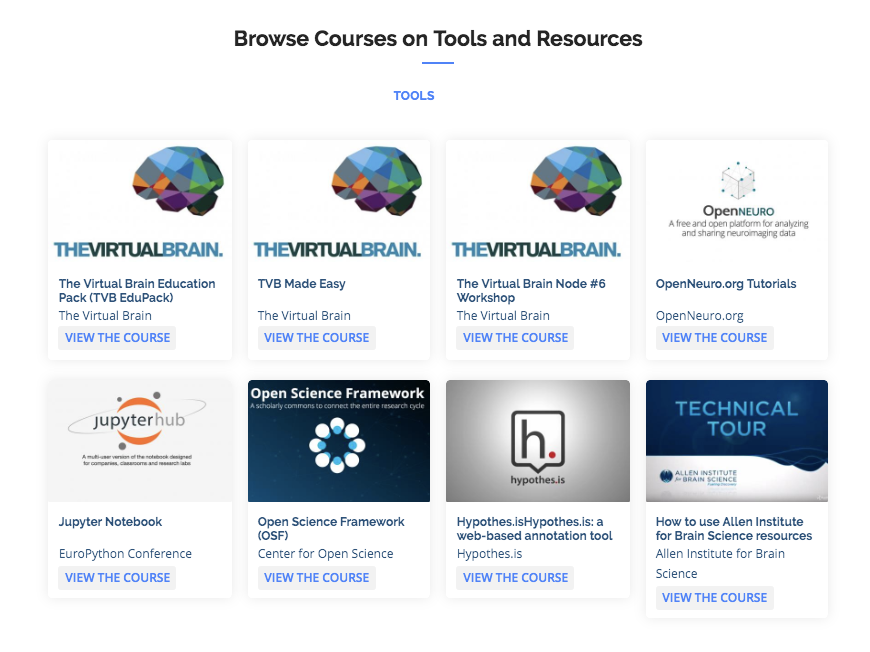 Browse Courses on Tools and Resources
TOOLS
THEVIRTUALBRAIN.
The Virtual Brain Education
Pack (TVB EduPack)
The Virtual Brain
VIEW THE COURSE
THEVIRTUALBRAIN.
TVB Made Easy
The Virtual Brain
VIEW THE COURSE
THEVIRTUALBRAIN.
The Virtual Brain Node #6
Workshop
The Virtual Brain
VIEW THE COURSE
OpenNEURO
A free and open platform for analyzing
and sharing neuroimaging data
OpenNeuro.org Tutorials
OpenNeuro.org
VIEW THE COURSE
jupyterhub
A multi-user version of the notebook designed
for companies, classrooms and research labs
Jupyter Notebook
EuroPython Conference
VIEW THE COURSE
Open Science Framework
A scholarly commons to connect the entire research cycle
Open Science Framework
(OSF)
Center for Open Science
VIEW THE COURSE
h.
hypothes.is
Hypothes.isHypothes.is: a
web-based annotation tool
Hypothes.is
VIEW THE COURSE
TECHNICAL
TOUR
ALLEN INSTITUTE
for BRAIN SCIENCE
How to use Allen Institute
for Brain Science resources
Allen Institute for Brain
Science
VIEW THE COURSE